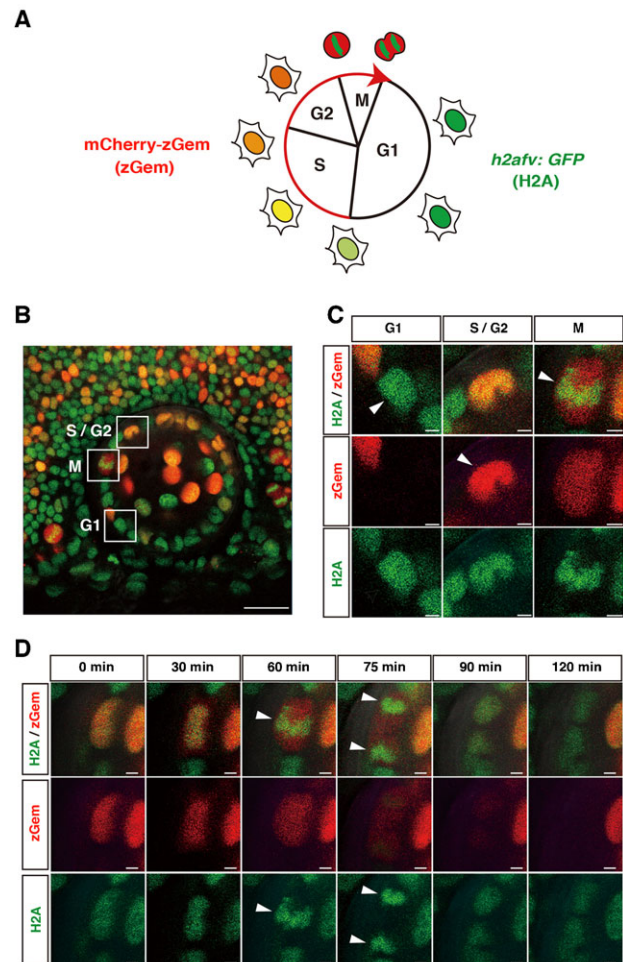 A
M
G2
G1
S
mCherry-zGem
(zGem)
h2afv: GFP
(H2A)
B
S / G2
M
G1
C
G1 S / G2 M
H2A / zGem
zGem
H2A
D
0 min 30 min 60 min 75 min 90 min 120 min
H2A / zGem
zGem
H2A